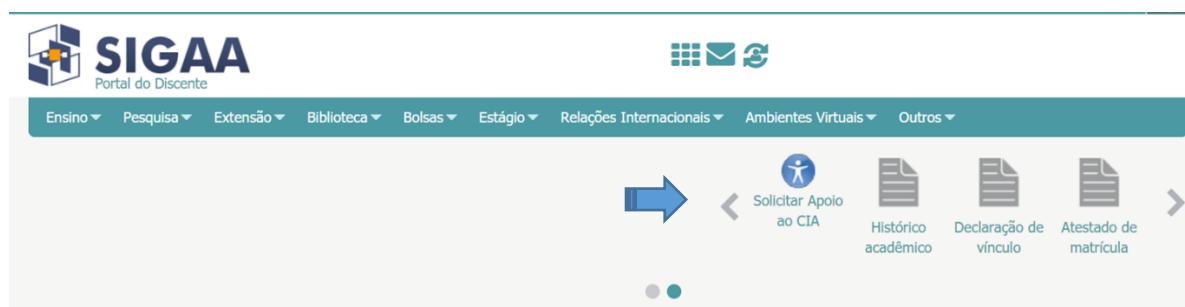 SIGAA
Portal do Discente
Ensino Pesquisa Extensão Biblioteca Bolsas Estágio Relações Internacionais Ambientes Virtuais Outros
Solicitar Apoio
ao CIA
Histórico
acadêmico
Declaração de
vínculo
Atestado de
matrícula